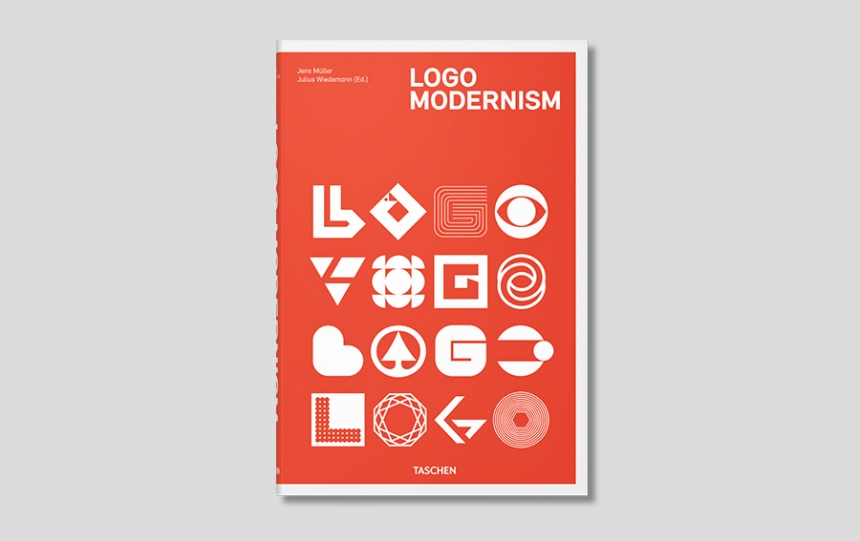 Jens Müller
Julius Wiedemann (Ed.)
LOGO
MODERNISM
TASCHEN